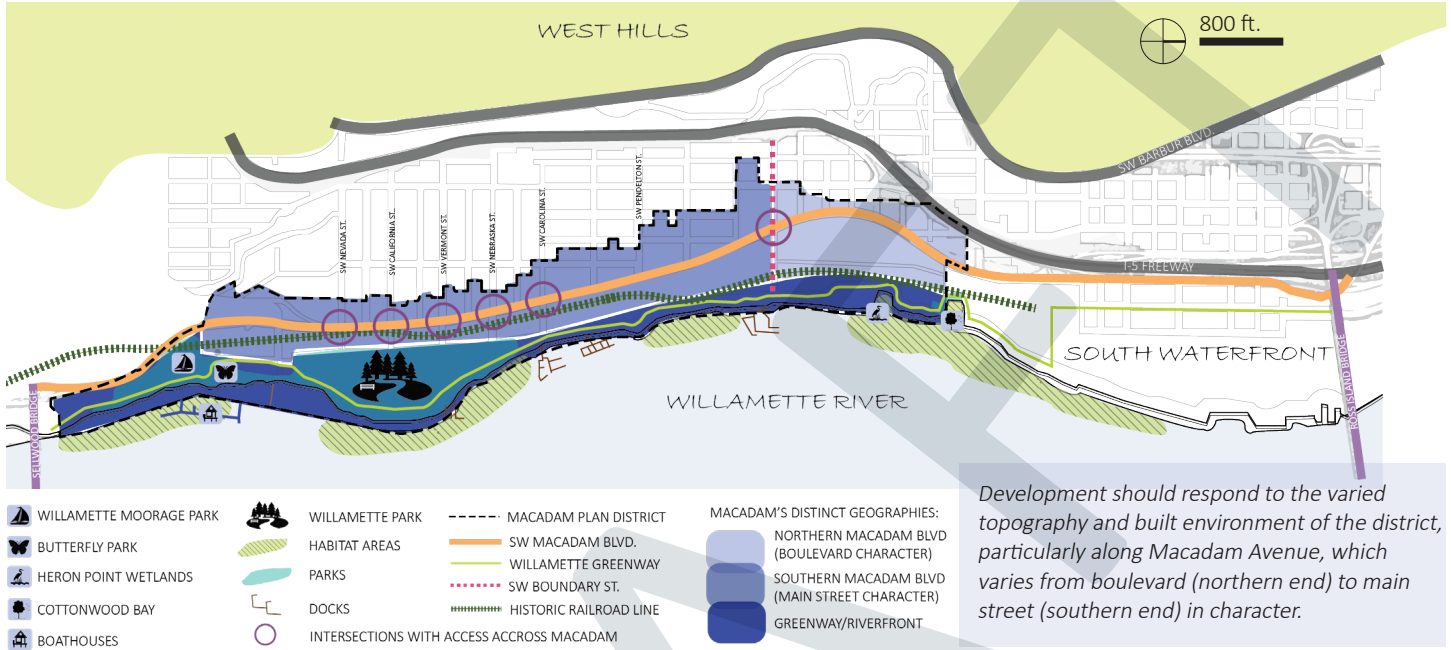 WEST HILLS
800 ft.
SW BARBUR BLVD.
SW NEVADA ST.
SW CALIFORNIA ST.
SW VERMONT ST.
SW NEBRASKA ST.
SW CAROLINA ST.
SW PENDELTON ST.
I-5 FREEWAY
SOUTH WATERFRONT
WILLAMETTE RIVER
SELLWOOD BRIDGE
ROSS ISLAND BRIDGE
WILLAMETTE MOORAGE PARK
BUTTERFLY PARK
HERON POINT WETLANDS
COTTONWOOD BAY
BOATHOUSES
WILLAMETTE PARK
HABITAT AREAS
PARKS
DOCKS
INTERSECTIONS WITH ACCESS ACCROSS MACADAM
MACADAM PLAN DISTRICT
SW MACADAM BLVD.
WILLAMETTE GREENWAY
SW BOUNDARY ST.
HISTORIC RAILROAD LINE
MACADAM'S DISTINCT GEOGRAPHIES:
NORTHERN MACADAM BLVD
(BOULEVARD CHARACTER)
SOUTHERN MACADAM BLVD
(MAIN STREET CHARACTER)
GREENWAY/RIVERFRONT
Development should respond to the varied
topography and built environment of the district,
particularly along Macadam Avenue, which
varies from boulevard (northern end) to main
street (southern end) in character.